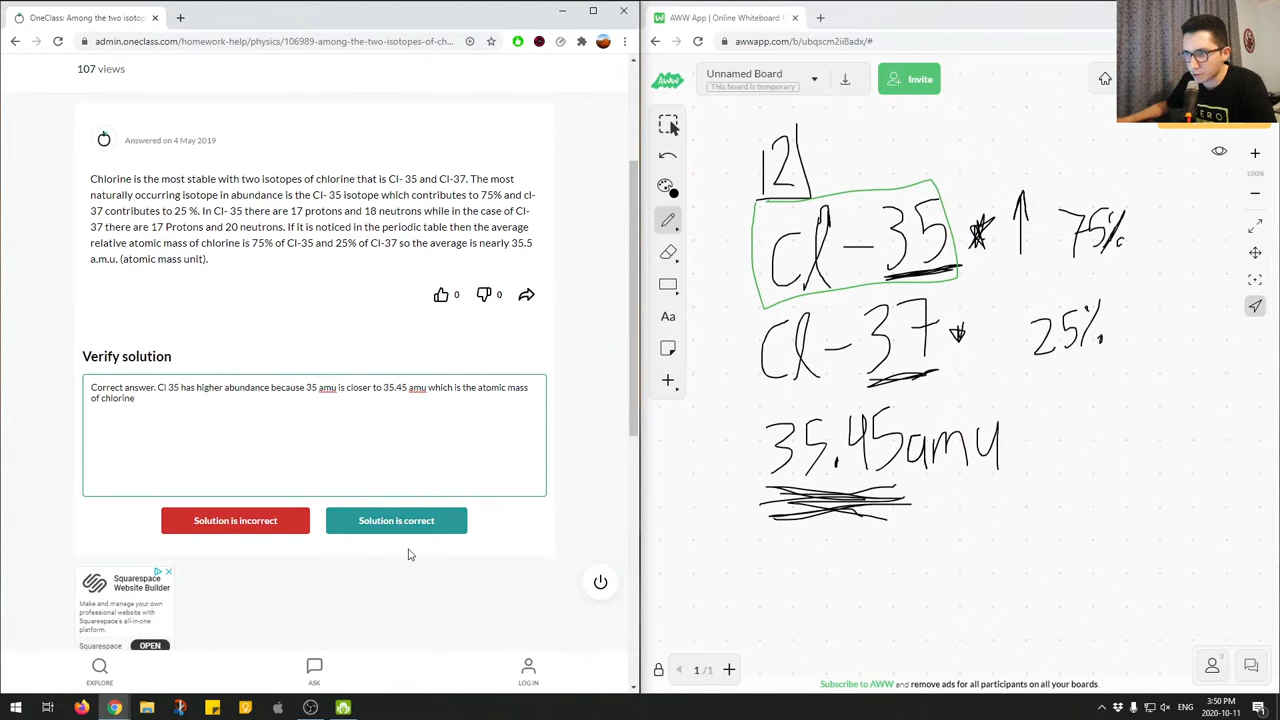 OneClass: Among the two isotop
admin.oneclass.com/homework-help/physics/106989-among-the-two-isotopes-of-ch...
107 views
Answered on 4 May 2019
Chlorine is the most stable with two isotopes of chlorine that is Cl- 35 and Cl-37. The most
naturally occurring isotope in abundance is the Cl- 35 isotope which contributes to 75% and cl-
37 contributes to 25 %. In Cl- 35 there are 17 protons and 18 neutrons while in the case of Cl-
37 there are 17 Protons and 20 neutrons. If it is noticed in the periodic table then the average
relative atomic mass of chlorine is 75% of Cl-35 and 25% of Cl-37 so the average is nearly 35.5
a.m.u. (atomic mass unit).
0
0
Verify solution
Correct answer. Cl 35 has higher abundance because 35 amu is closer to 35.45 amu which is the atomic mass
of chlorine
Solution is incorrect
Solution is correct
Squarespace
Website Builder
Make and manage your own
professional website with
Squarespace's all-in-one
platform.
Squarespace
OPEN
EXPLORE
ASK
LOG IN
AWW App | Online Whiteboard f
awwapp.com/b/ubqscm2ii8adx/#
Unnamed Board
This board is temporary
Invite
Aa
100%
12
cl-35 75%
cl-37 25%
35.45amu
1 / 1
2
Subscribe to AWW and remove ads for all participants on all your boards.
ENG
3:50 PM
2020-10-11
1